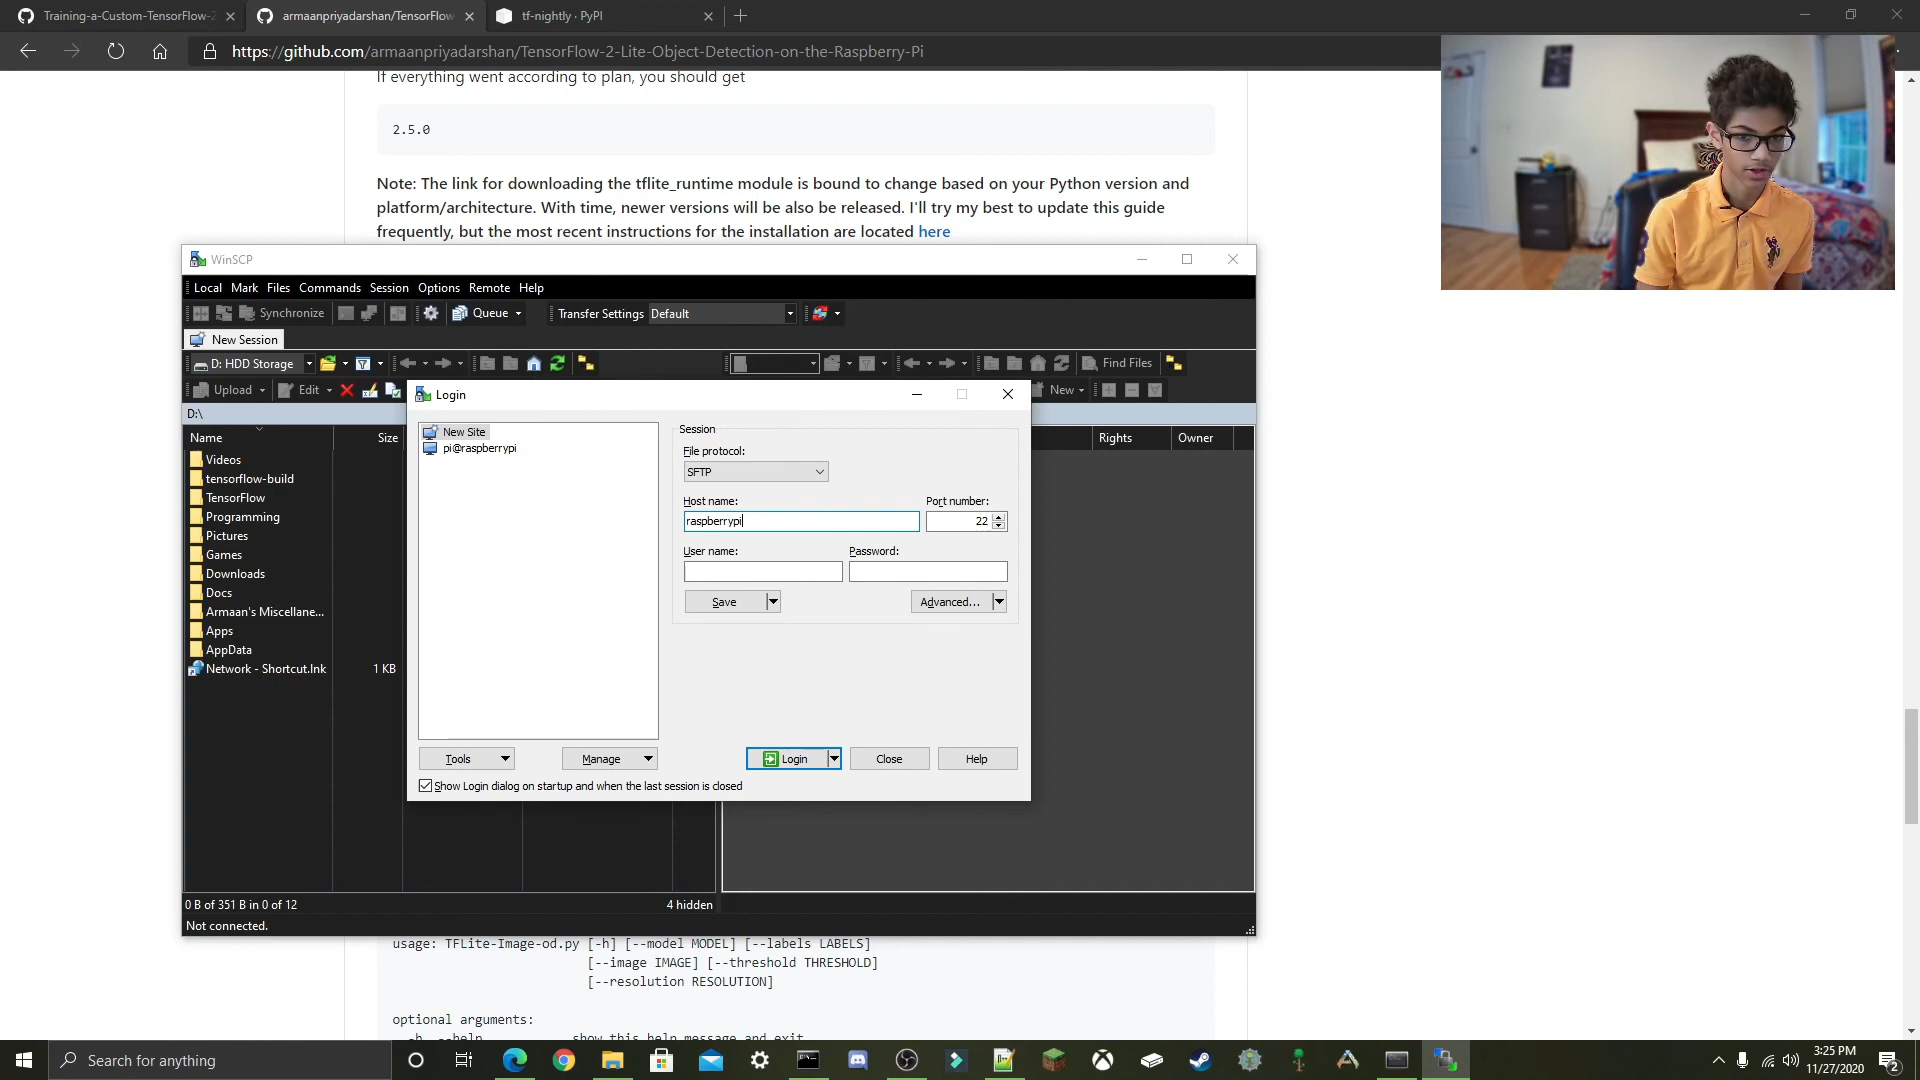 Training-a-Custom-TensorFlow-2
armaanpriyadarshan/TensorFlow
tf-nightly · PyPI
https://github.com/armaanpriyadarshan/TensorFlow-2-Lite-Object-Detection-on-the-Raspberry-Pi
If everything went according to plan, you should get
2.5.0
Note: The link for downloading the tflite_runtime module is bound to change based on your Python version and
platform/architecture. With time, newer versions will be also be released. I'll try my best to update this guide
frequently, but the most recent instructions for the installation are located here
WinSCP
Local Mark Files Commands Session Options Remote Help
Synchronize Queue Transfer Settings Default
New Session
D: HDD Storage Find Files
Upload Edit New
D:\
Name Size Rights Owner
Videos
tensorflow-build
TensorFlow
Programming
Pictures
Games
Downloads
Docs
Armaan's Miscellane...
Apps
AppData
Network - Shortcut.lnk 1 KB
Login
New Site
pi@raspberrypi
Session
File protocol:
SFTP
Host name: Port number:
raspberrypi 22
User name: Password:
Save Advanced...
Tools Manage Login Close Help
Show Login dialog on startup and when the last session is closed
0 B of 351 B in 0 of 12 4 hidden
Not connected.
usage: TFLite-Image-od.py [-h] [--model MODEL] [--labels LABELS]
[--image IMAGE] [--threshold THRESHOLD]
[--resolution RESOLUTION]
optional arguments:
-h, --help show this help message and exit
Search for anything
3:25 PM
11/27/2020
2